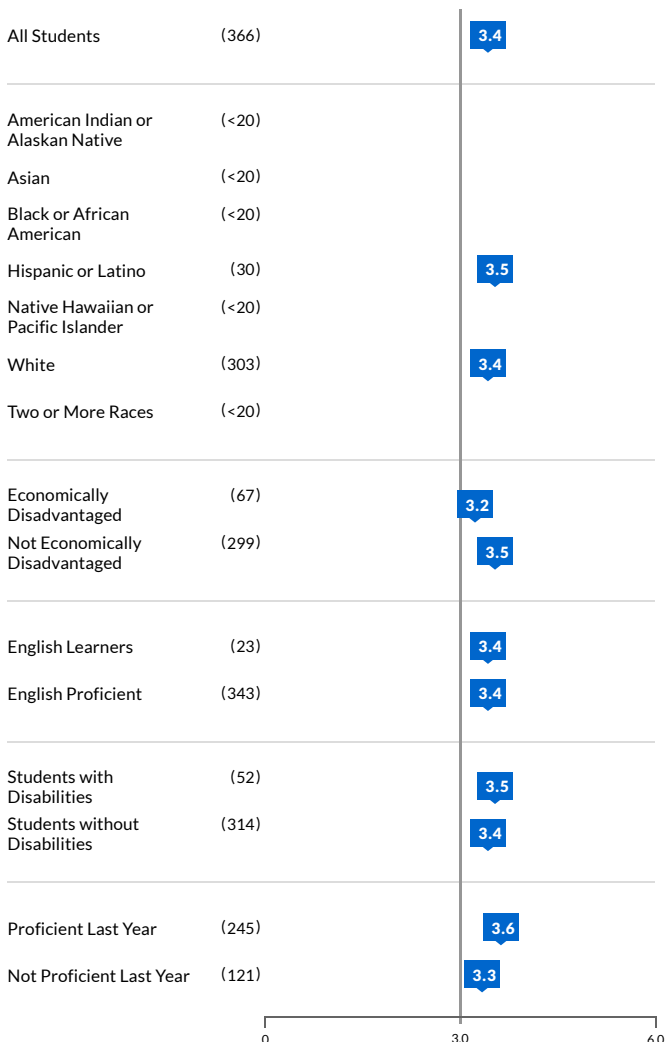 All Students (366) 3.4
American Indian or (<20)
Alaskan Native
Asian (<20)
Black or African (<20)
American
Hispanic or Latino (30) 3.5
Native Hawaiian or (<20)
Pacific Islander
White (303) 3.4
Two or More Races (<20)
Economically (67) 3.2
Disadvantaged
Not Economically (299) 3.5
Disadvantaged
English Learners (23) 3.4
English Proficient (343) 3.4
Students with (52) 3.5
Disabilities
Students without (314) 3.4
Disabilities
Proficient Last Year (245) 3.6
Not Proficient Last Year (121) 3.3
0 3.0 6.0